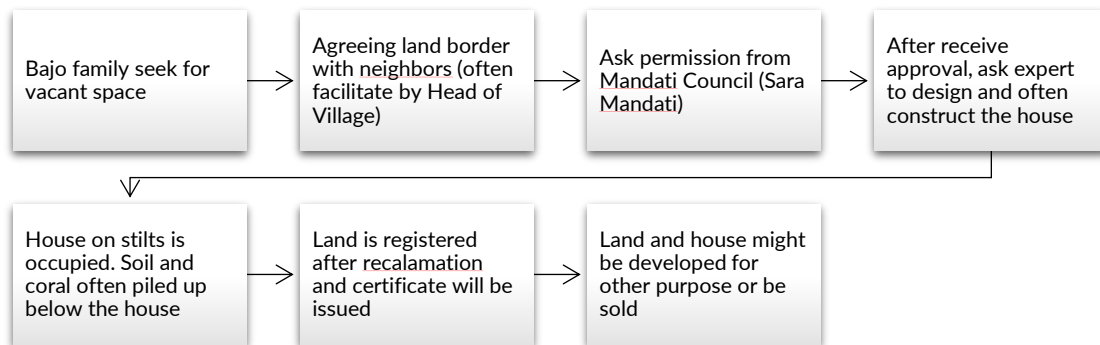 Bajo family seek for
vacant space
Agreeing land border
with neighbors (often
facilitate by Head of
Village)
Ask permission from
Mandati Council (Sara
Mandati)
After receive
approval, ask expert
to design and often
construct the house
House on stilts is
occupied. Soil and
coral often piled up
below the house
Land is registered
after recalamation
and certificate will be
issued
Land and house might
be developed for
other purpose or be
sold